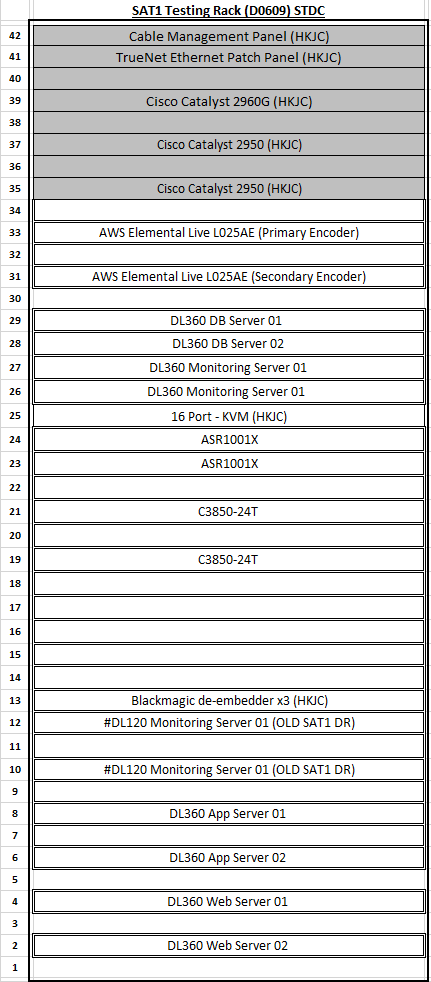 SAT1 Testing Rack (D0609) STDC
42 Cable Management Panel (HKJC)
41 TrueNet Ethernet Patch Panel (HKJC)
40
39 Cisco Catalyst 2960G (HKJC)
38
37 Cisco Catalyst 2950 (HKJC)
36
35 Cisco Catalyst 2950 (HKJC)
34
33 AWS Elemental Live L025AE (Primary Encoder)
32
31 AWS Elemental Live L025AE (Secondary Encoder)
30
29 DL360 DB Server 01
28 DL360 DB Server 02
27 DL360 Monitoring Server 01
26 DL360 Monitoring Server 01
25 16 Port - KVM (HKJC)
24 ASR1001X
23 ASR1001X
22
21 C3850-24T
20
19 C3850-24T
18
17
16
15
14
13 Blackmagic de-embedder x3 (HKJC)
12 #DL120 Monitoring Server 01 (OLD SAT1 DR)
11
10 #DL120 Monitoring Server 01 (OLD SAT1 DR)
9
8 DL360 App Server 01
7
6 DL360 App Server 02
5
4 DL360 Web Server 01
3
2 DL360 Web Server 02
1